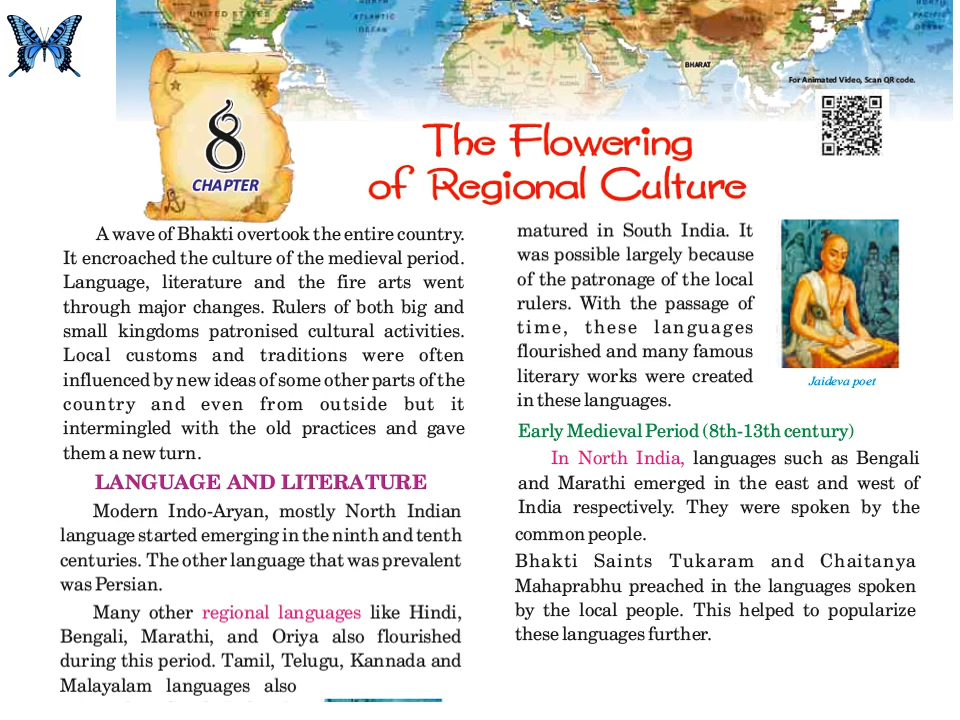 UNITED STATES
NORTH
ATLANTIC
OCEAN
NORTH
PACIFIC
OCEAN
BHARAT
For Animated Video, Scan QR code.
8
CHAPTER
The Flowering
of Regional Culture
A wave of Bhakti overtook the entire country.
It encroached the culture of the medieval period.
Language, literature and the fire arts went
through major changes. Rulers of both big and
small kingdoms patronised cultural activities.
Local customs and traditions were often
influenced by new ideas of some other parts of the
country and even from outside but it
intermingled with the old practices and gave
them a new turn.
LANGUAGE AND LITERATURE
Modern Indo-Aryan, mostly North Indian
language started emerging in the ninth and tenth
centuries. The other language that was prevalent
was Persian.
Many other regional languages like Hindi,
Bengali, Marathi, and Oriya also flourished
during this period. Tamil, Telugu, Kannada and
Malayalam languages also
matured in South India. It
was possible largely because
of the patronage of the local
rulers. With the passage of
time, these languages
flourished and many famous
literary works were created
in these languages.
Jaideva poet
Early Medieval Period (8th-13th century)
In North India, languages such as Bengali
and Marathi emerged in the east and west of
India respectively. They were spoken by the
common people.
Bhakti Saints Tukaram and Chaitanya
Mahaprabhu preached in the languages spoken
by the local people. This helped to popularize
these languages further.